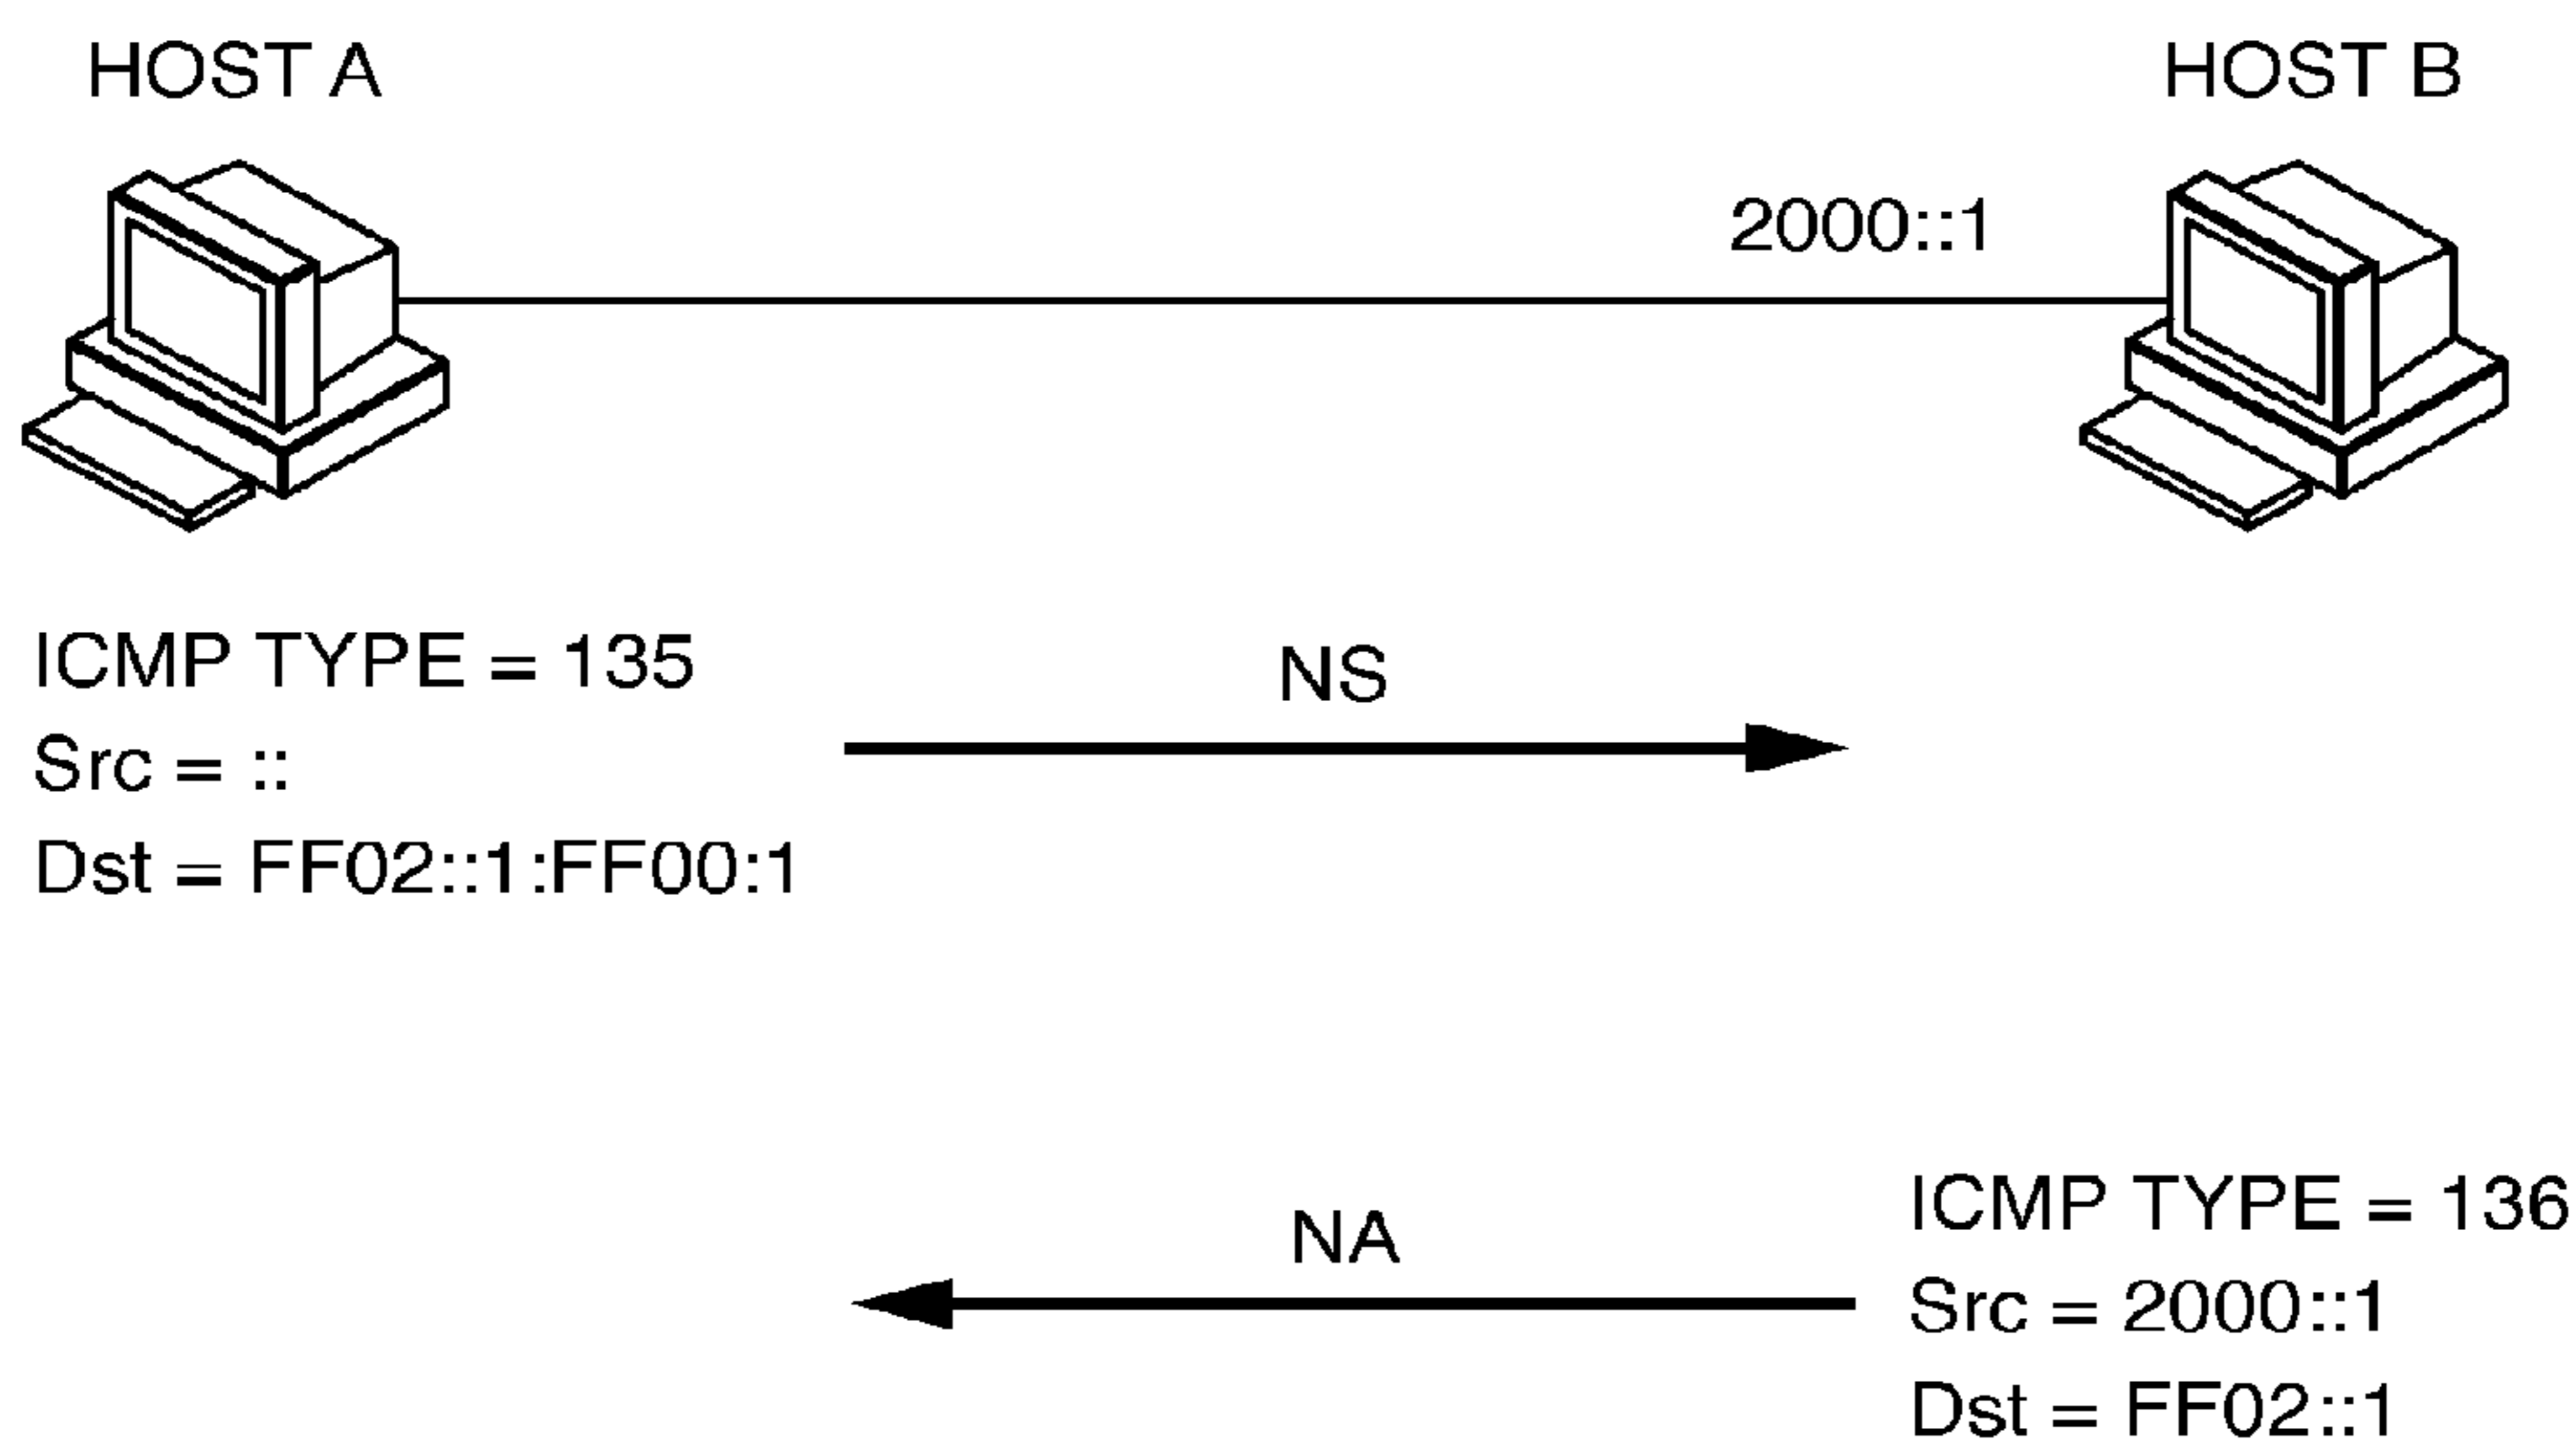 HOST A
HOST B
2000::1
ICMP TYPE = 135
Src = ::
Dst = FF02::1:FF00:1
NS
NA
ICMP TYPE = 136
Src = 2000::1
Dst = FF02::1